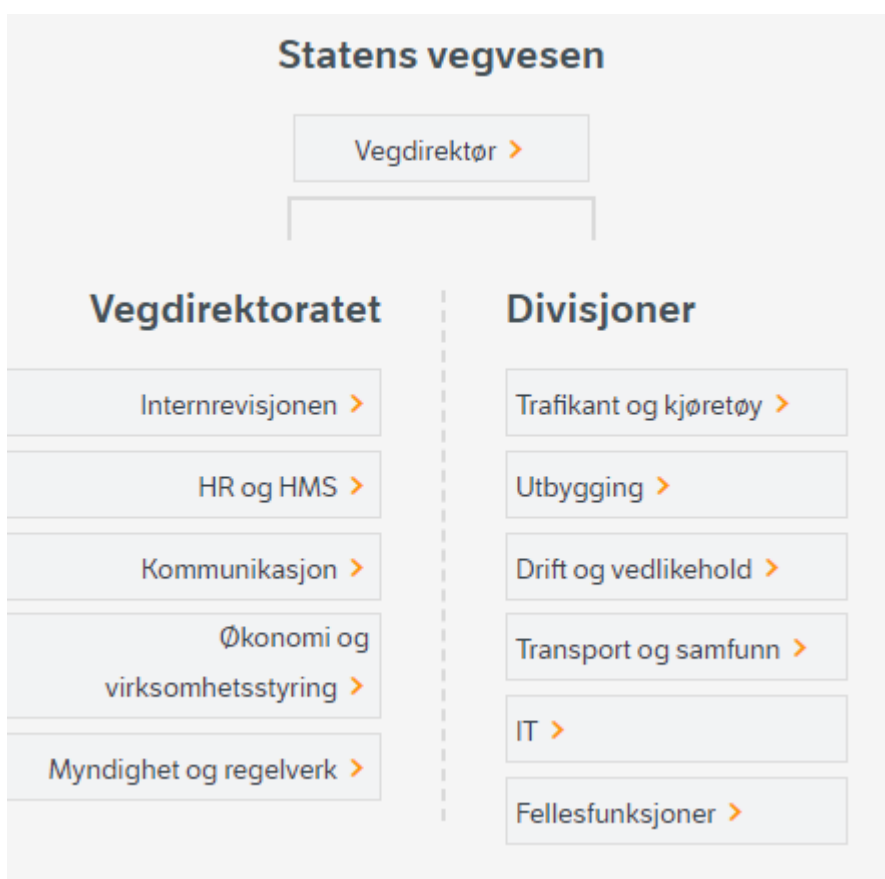 Statens vegvesen
Vegdirektør
Vegdirektoratet
Internrevisjonen
HR og HMS
Kommunikasjon
Økonomi og
virksomhetsstyring
Myndighet og regelverk
Divisjoner
Trafikant og kjøretøy
Utbygging
Drift og vedlikehold
Transport og samfunn
IT
Fellesfunksjoner